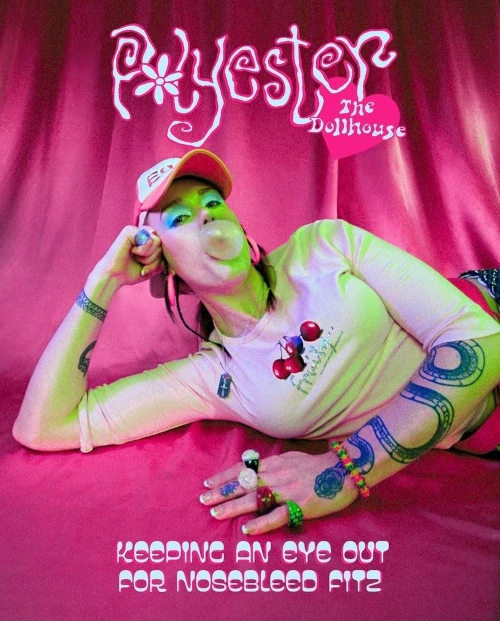 Polyester
The
Dollhouse
KEEPING AN EYE OUT
FOR NOSEBLEED FITZ